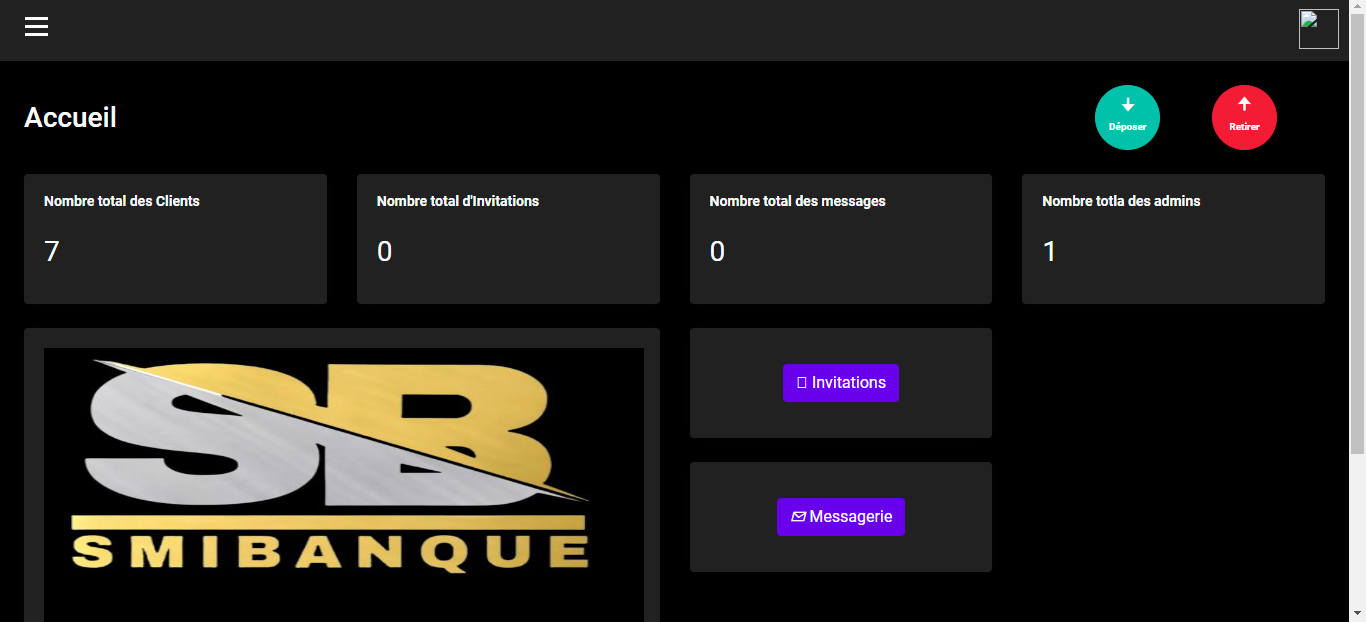 Accueil
Déposer
Retirer
Nombre total des Clients
7
Nombre total d'Invitations
0
Nombre total des messages
0
Nombre totla des admins
1
SB
SMIBANQUE
Invitations
Messagerie